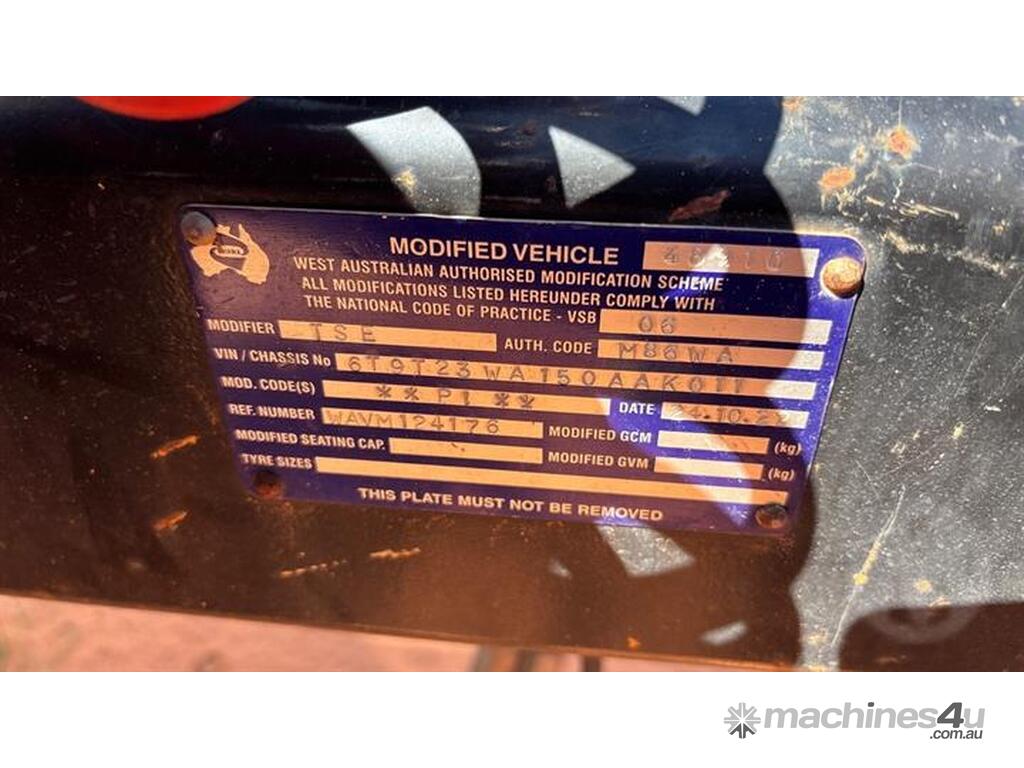 MODIFIED VEHICLE
WEST AUSTRALIAN AUTHORISED MODIFICATION SCHEME
ALL MODIFICATIONS LISTED HEREUNDER COMPLY WITH
THE NATIONAL CODE OF PRACTICE - VSB 06
MODIFIER TSE AUTH. CODE M86WA
VIN / CHASSIS No 6T9T23WA150AAK011
MOD. CODE(S) **P1** DATE 24.10.22
REF. NUMBER WAVM124176 MODIFIED GCM (kg)
MODIFIED SEATING CAP. MODIFIED GVM (kg)
TYRE SIZES
THIS PLATE MUST NOT BE REMOVED
machines4u
.com.au